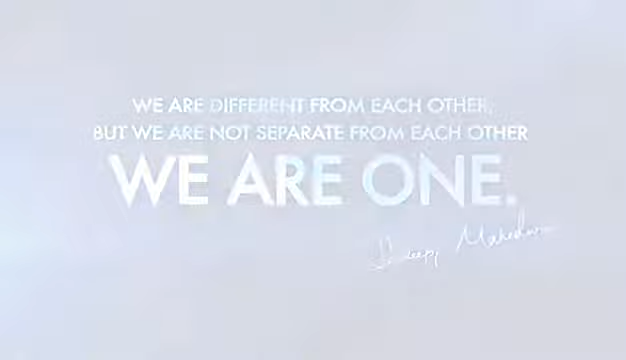 WE ARE DIFFERENT FROM EACH OTHER,
BUT WE ARE NOT SEPARATE FROM EACH OTHER
WE ARE ONE.